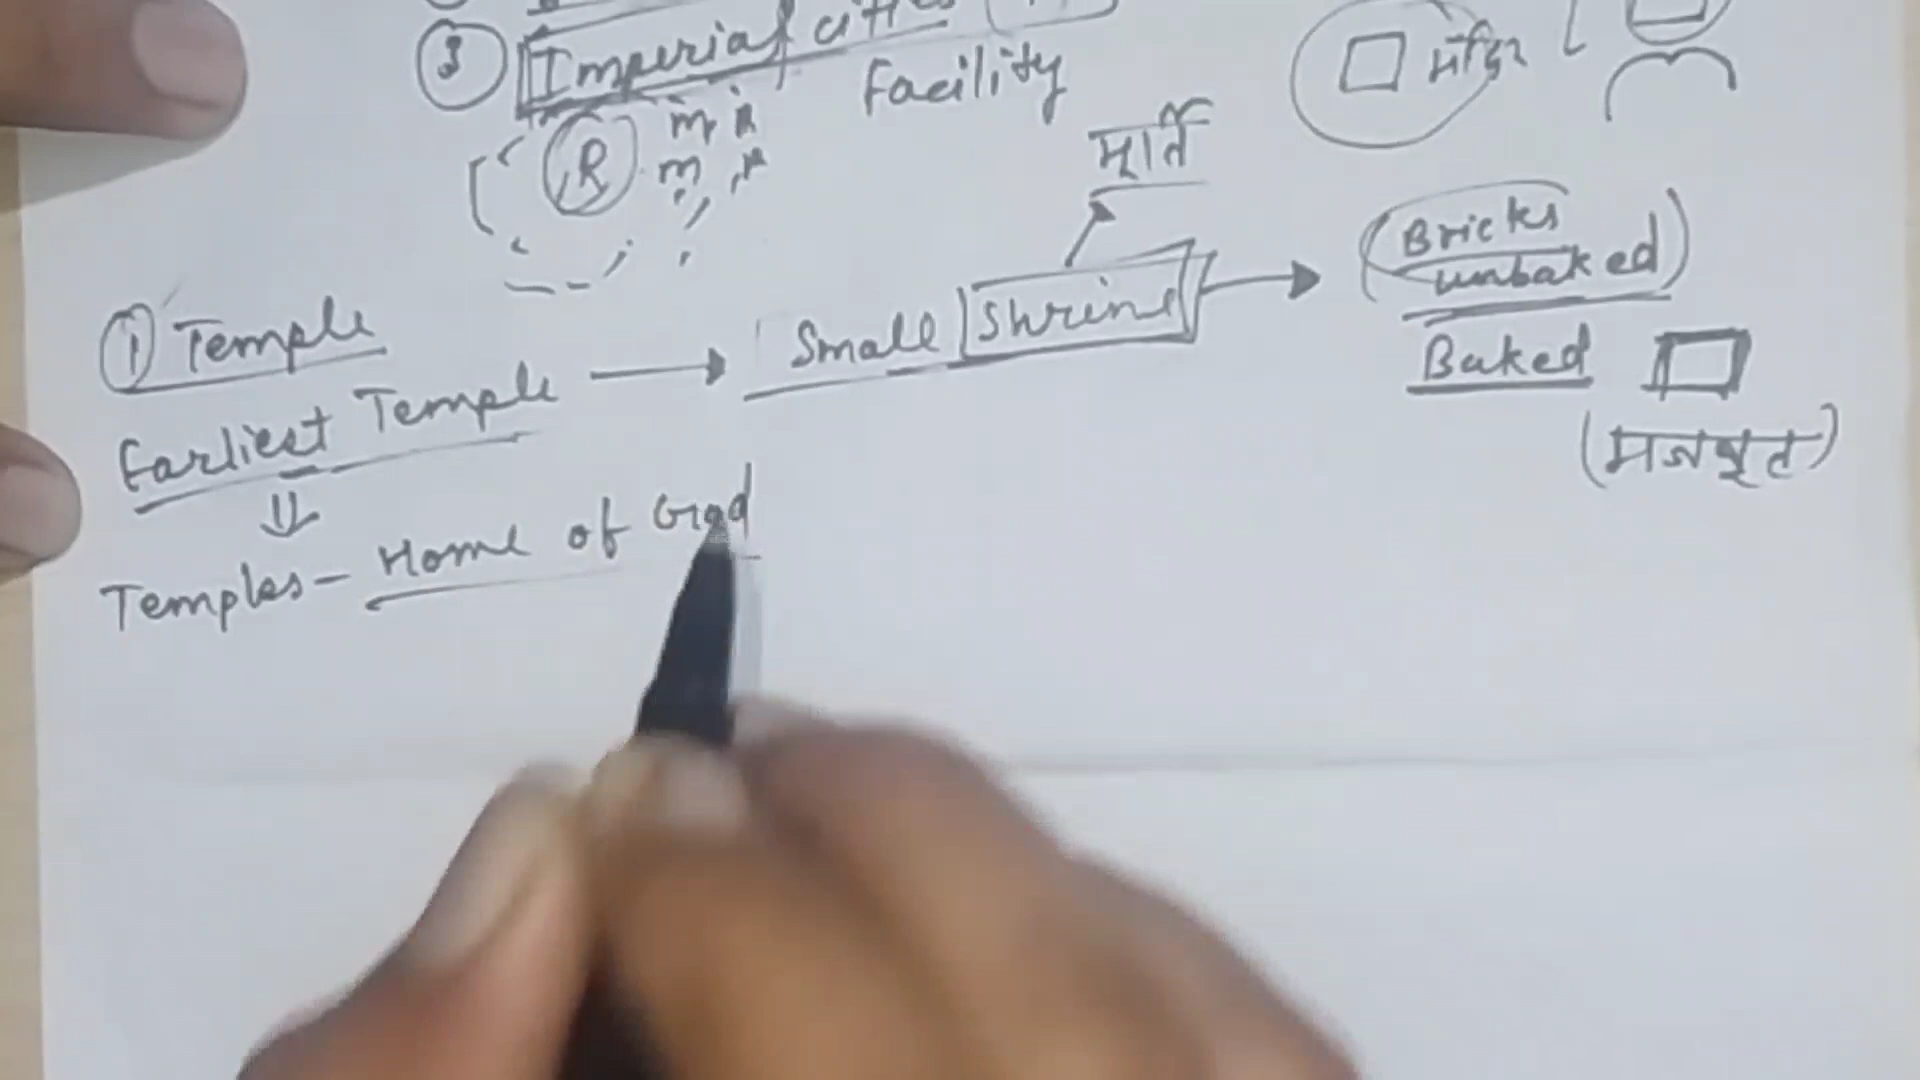 3 Imperial cities
Facility
मंदिर
R m
m
मूर्ति
Bricks
unbaked
1 Temple
Small Shrine
Baked
Earliest Temple
(मजबूत)
Temples - Home of God